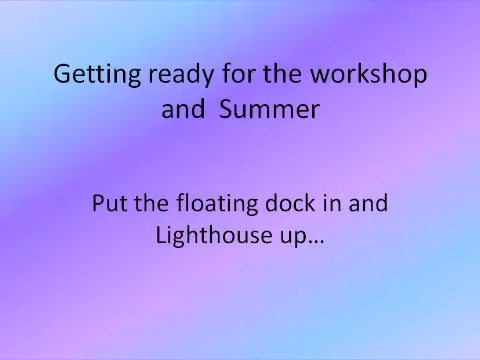 Getting ready for the workshop
and  Summer
Put the floating dock in and
Lighthouse up…